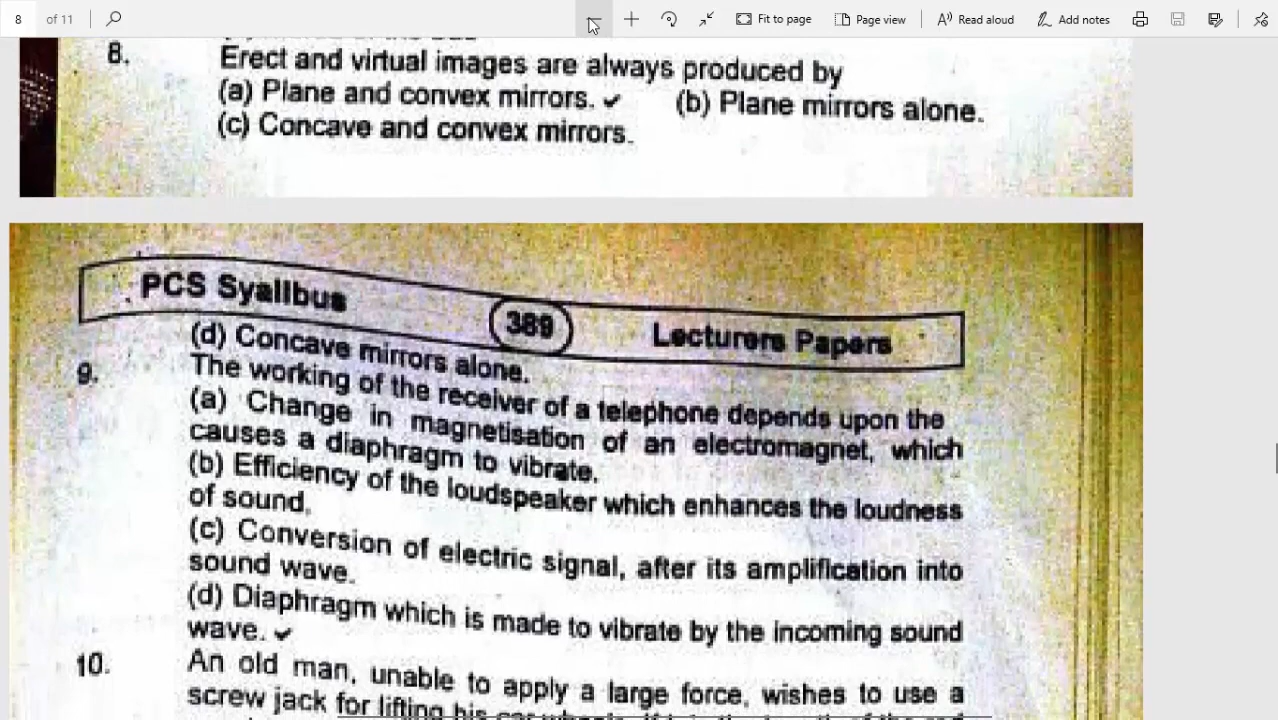 8 of 11 Fit to page Page view Read aloud Add notes
8. Erect and virtual images are always produced by
(a) Plane and convex mirrors. ✓ (b) Plane mirrors alone.
(c) Concave and convex mirrors.
PCS Syallbus 389 Lecturers Papers
(d) Concave mirrors alone.
9. The working of the receiver of a telephone depends upon the
(a) Change in magnetisation of an electromagnet, which
causes a diaphragm to vibrate.
(b) Efficiency of the loudspeaker which enhances the loudness
of sound.
(c) Conversion of electric signal, after its amplification into
sound wave.
(d) Diaphragm which is made to vibrate by the incoming sound
wave. ✓
10. An old man, unable to apply a large force, wishes to use a
screw jack for lifting his car